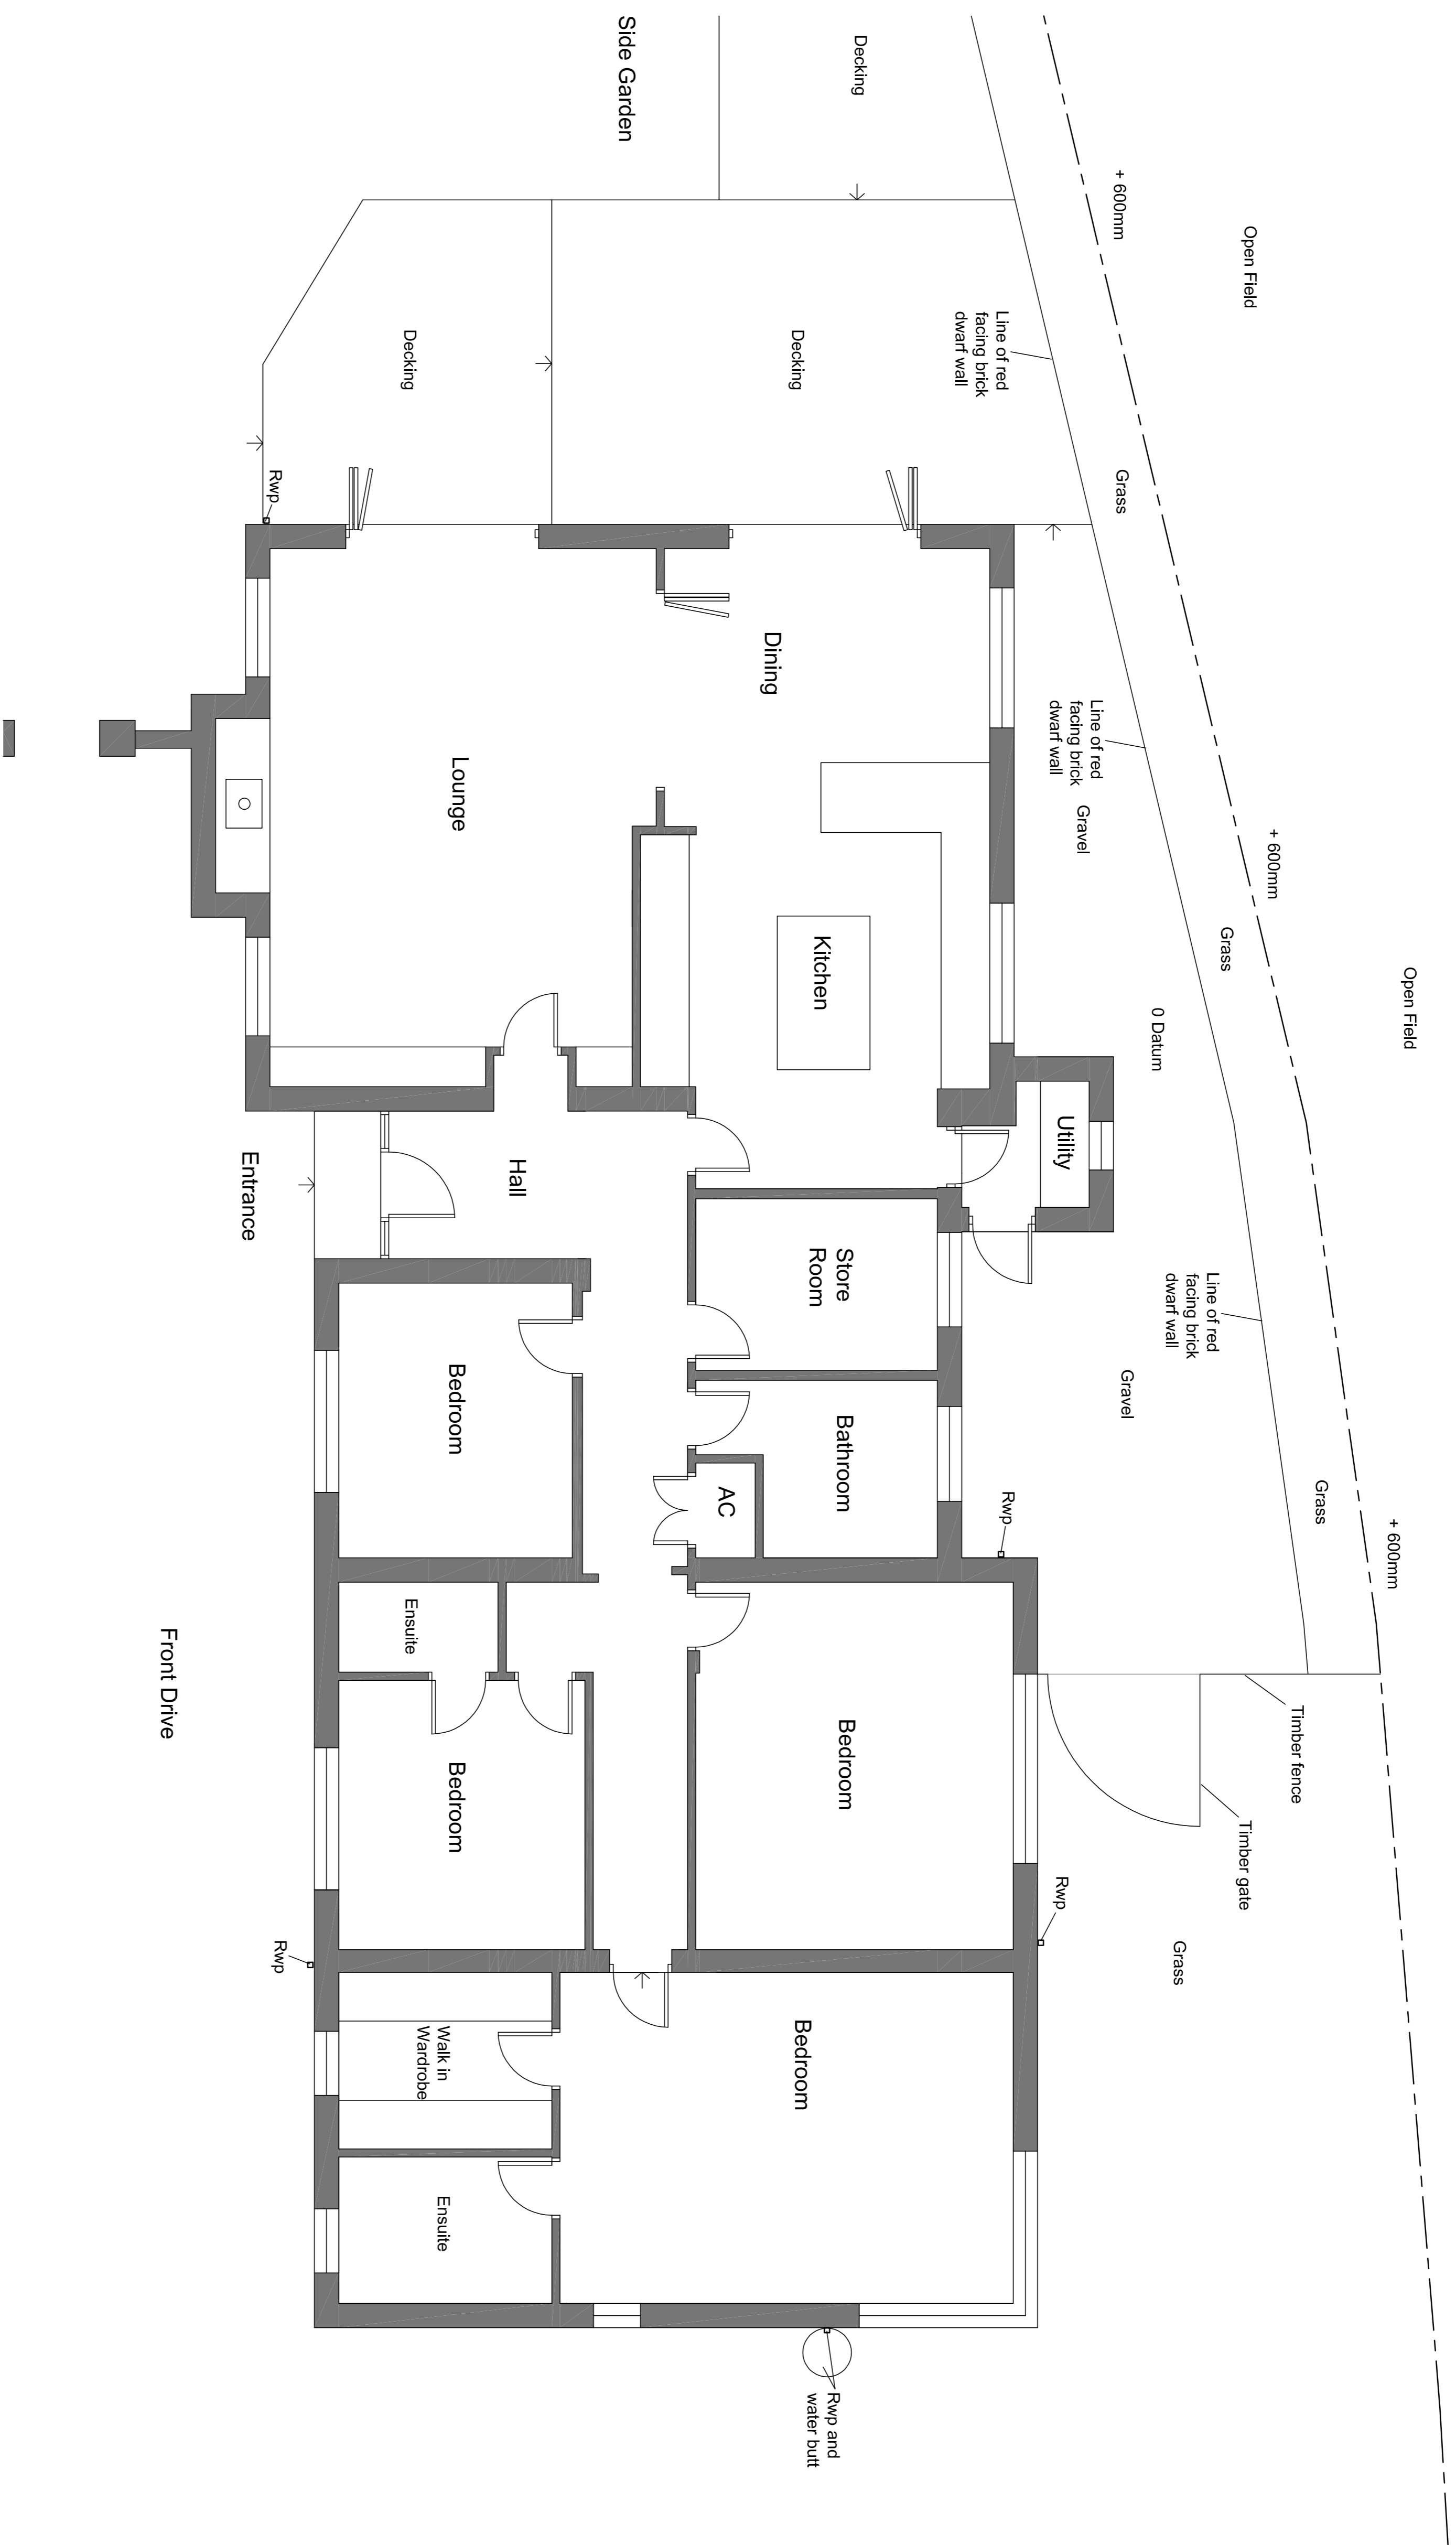 Open Field
Open Field
+ 600mm
+ 600mm
+ 600mm
Grass
Grass
Grass
Line of red
facing brick
dwarf wall
Line of red
facing brick
dwarf wall
Line of red
facing brick
dwarf wall
Gravel
0 Datum
Gravel
Timber fence
Timber gate
Grass
Decking
Decking
Decking
Side Garden
Rwp
Rwp
Rwp
Rwp
Dining
Kitchen
Utility
Lounge
Hall
Entrance
Store
Room
Bathroom
AC
Bedroom
Bedroom
Bedroom
Bedroom
Ensuite
Walk in
Wardrobe
Ensuite
Rwp and
water butt
Front Drive